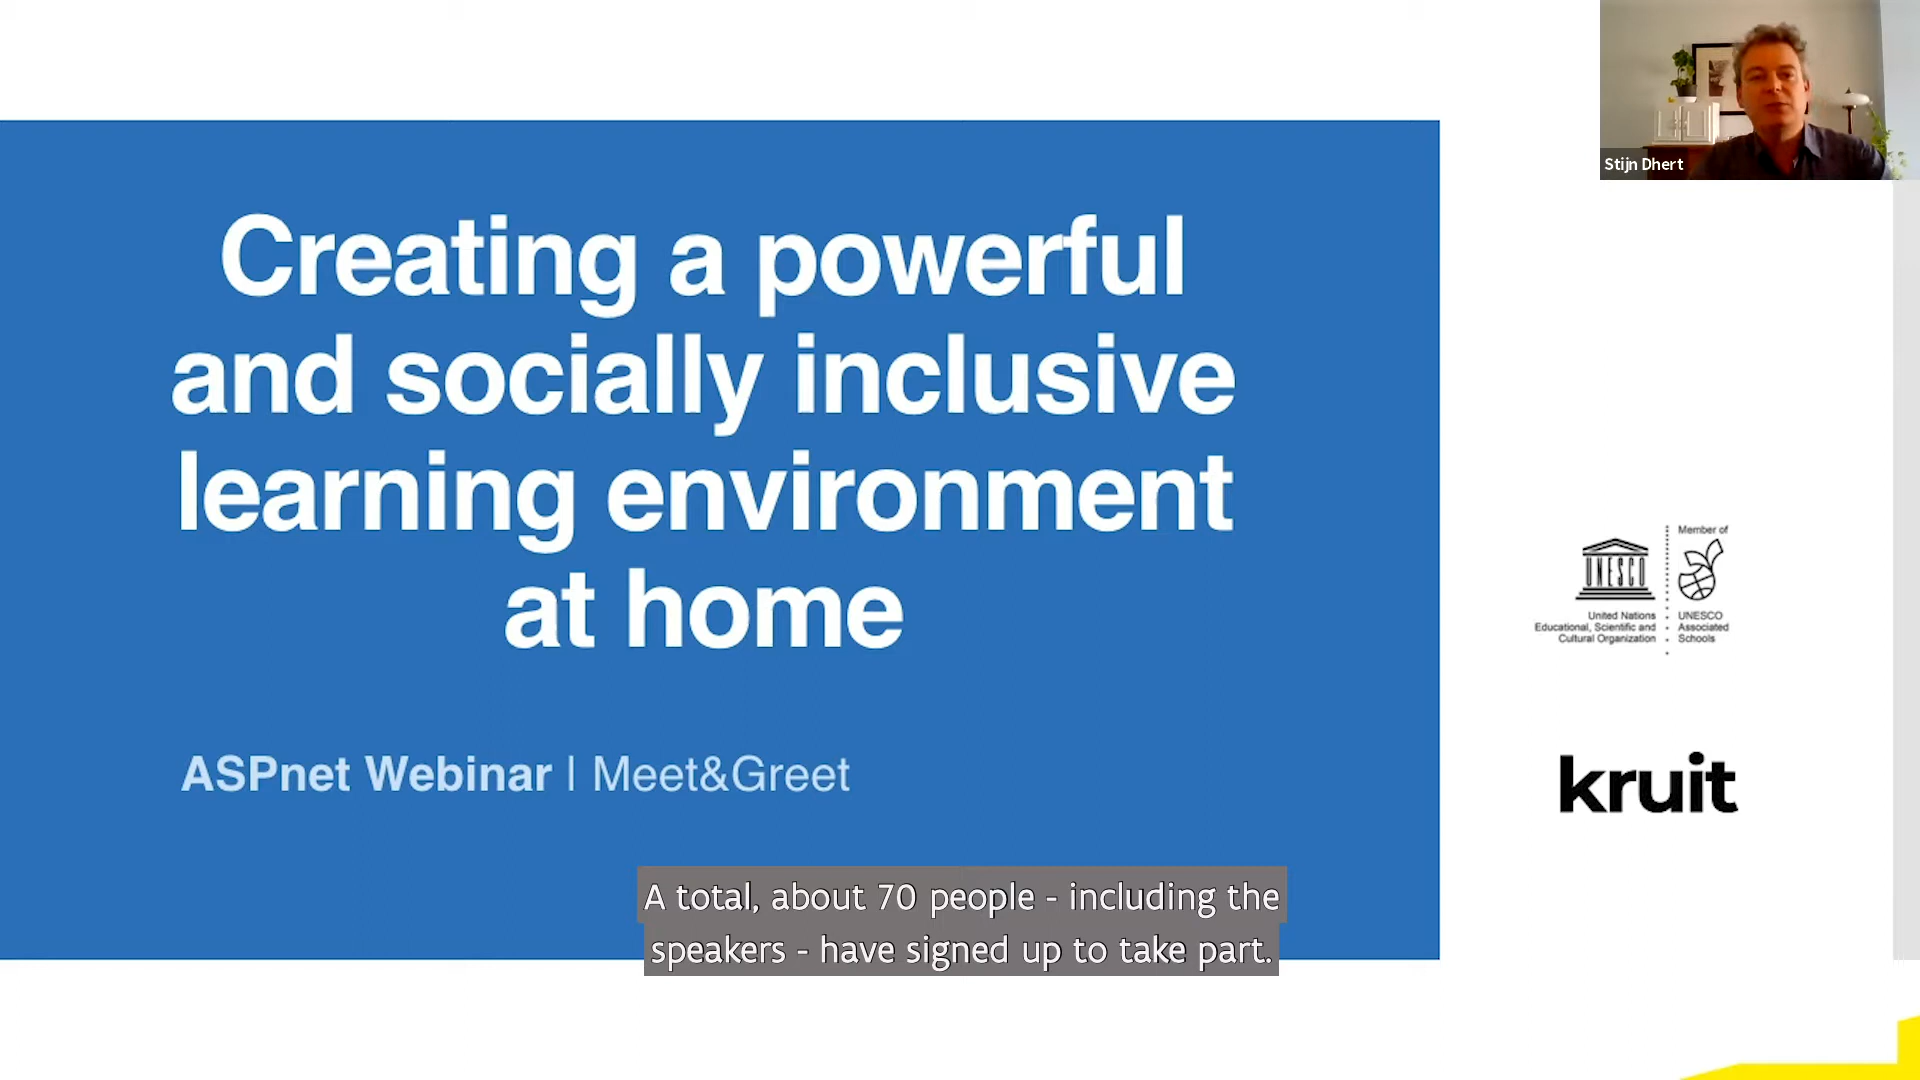 Stijn Dhert
Creating a powerful
and socially inclusive
learning environment
at home
ASPnet Webinar | Meet&Greet
UNESCO
United Nations
Educational, Scientific and
Cultural Organization
Member of
UNESCO
Associated
Schools
kruit
A total, about 70 people - including the
speakers - have signed up to take part.